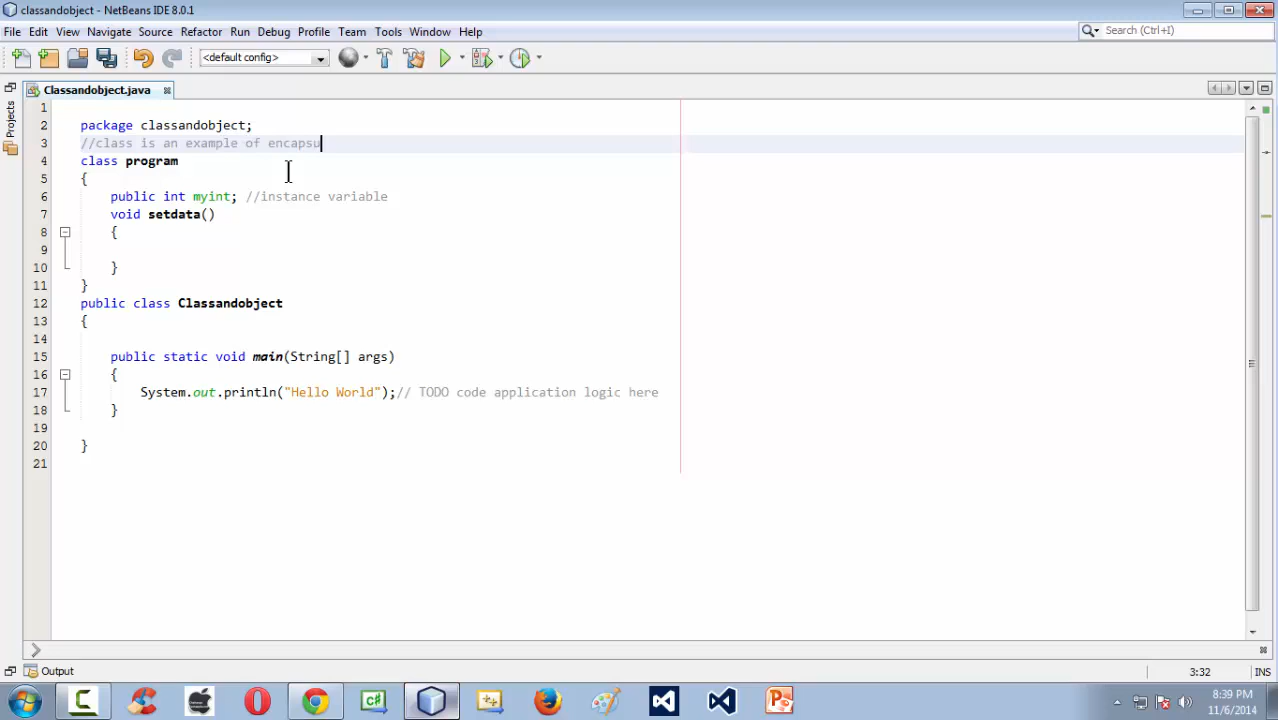 classandobject - NetBeans IDE 8.0.1
File Edit View Navigate Source Refactor Run Debug Profile Team Tools Window Help
Search (Ctrl+I)
<default config>
Classandobject.java
Projects
1
2 package classandobject;
3 //class is an example of encapsu
4 class program
5 {
6 public int myint; //instance variable
7 void setdata()
8 {
9
10 }
11 }
12 public class Classandobject
13 {
14
15 public static void main(String[] args)
16 {
17 System.out.println("Hello World");// TODO code application logic here
18 }
19
20 }
21
Output
3:32 INS
8:39 PM
11/6/2014